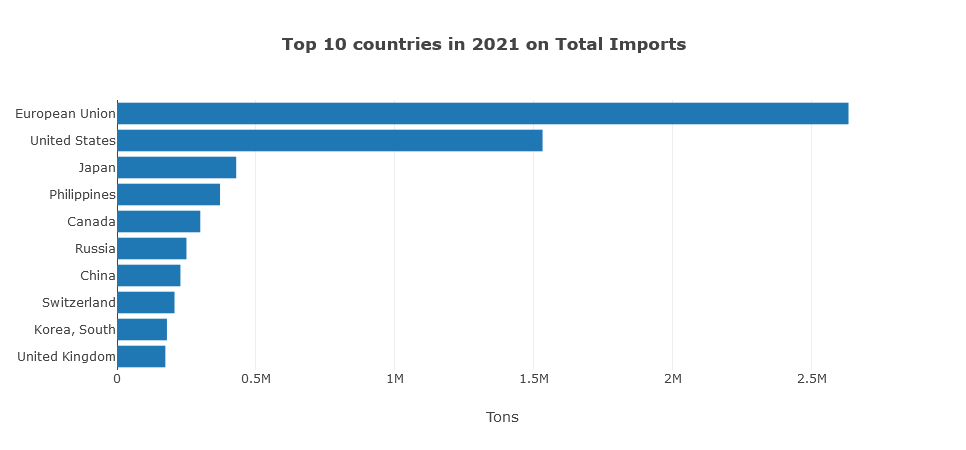 Top 10 countries in 2021 on Total Imports
European Union
United States
Japan
Philippines
Canada
Russia
China
Switzerland
Korea, South
United Kingdom
0 0.5M 1M 1.5M 2M 2.5M
Tons